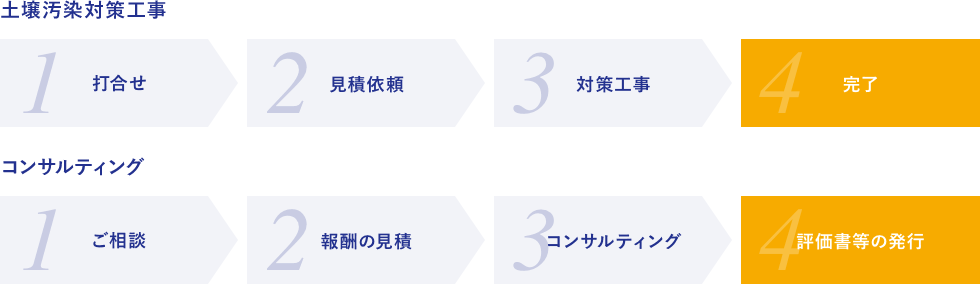 土壌汚染対策工事
1 打合せ
2 見積依頼
3 対策工事
4 完了
コンサルティング
1 ご相談
2 報酬の見積
3 コンサルティング
4 評価書等の発行